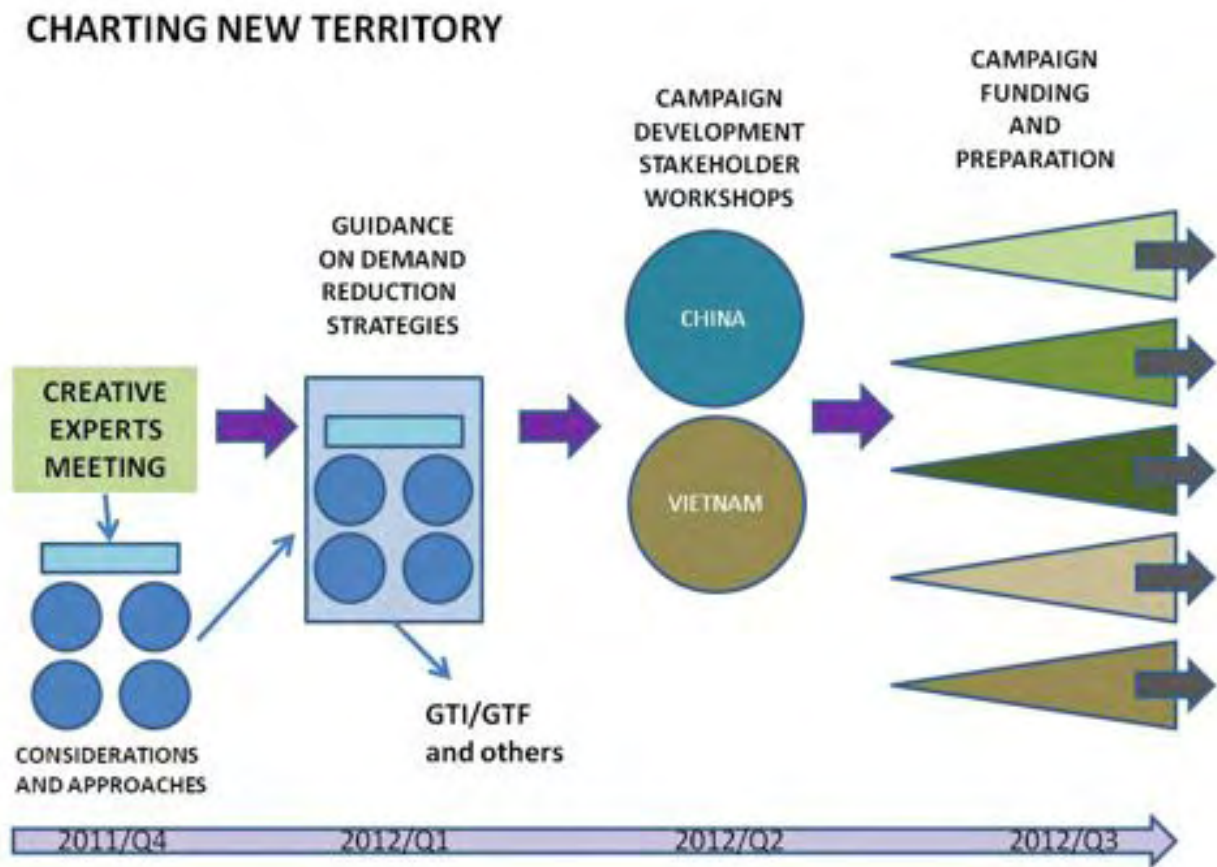 CHARTING NEW TERRITORY
CREATIVE
EXPERTS
MEETING
CONSIDERATIONS
AND APPROACHES
GUIDANCE
ON DEMAND
REDUCTION
STRATEGIES
GTI/GTF
and others
CAMPAIGN
DEVELOPMENT
STAKEHOLDER
WORKSHOPS
CHINA
VIETNAM
CAMPAIGN
FUNDING
AND
PREPARATION
2011/Q4
2012/Q1
2012/Q2
2012/Q3